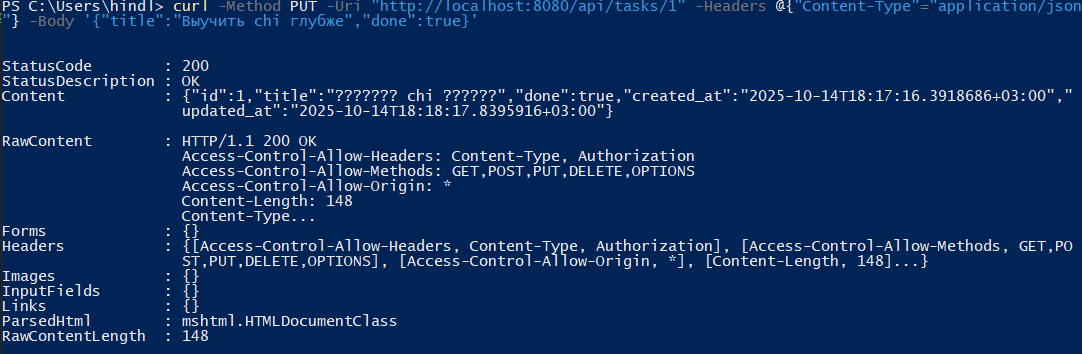 PS C:\Users\hindl> curl -Method PUT -Uri "http://localhost:8080/api/tasks/1" -Headers @{"Content-Type"="application/json
"} -Body '{"title":"Выучить chi глубже","done":true}'
StatusCode : 200
StatusDescription : OK
Content : {"id":1,"title":"??????? chi ??????","done":true,"created_at":"2025-10-14T18:17:16.3918686+03:00","
updated_at":"2025-10-14T18:18:17.8395916+03:00"}
RawContent : HTTP/1.1 200 OK
Access-Control-Allow-Headers: Content-Type, Authorization
Access-Control-Allow-Methods: GET,POST,PUT,DELETE,OPTIONS
Access-Control-Allow-Origin: *
Content-Length: 148
Content-Type...
Forms : {}
Headers : {[Access-Control-Allow-Headers, Content-Type, Authorization], [Access-Control-Allow-Methods, GET,PO
ST,PUT,DELETE,OPTIONS], [Access-Control-Allow-Origin, *], [Content-Length, 148]...}
Images : {}
InputFields : {}
Links : {}
ParsedHtml : mshtml.HTMLDocumentClass
RawContentLength : 148